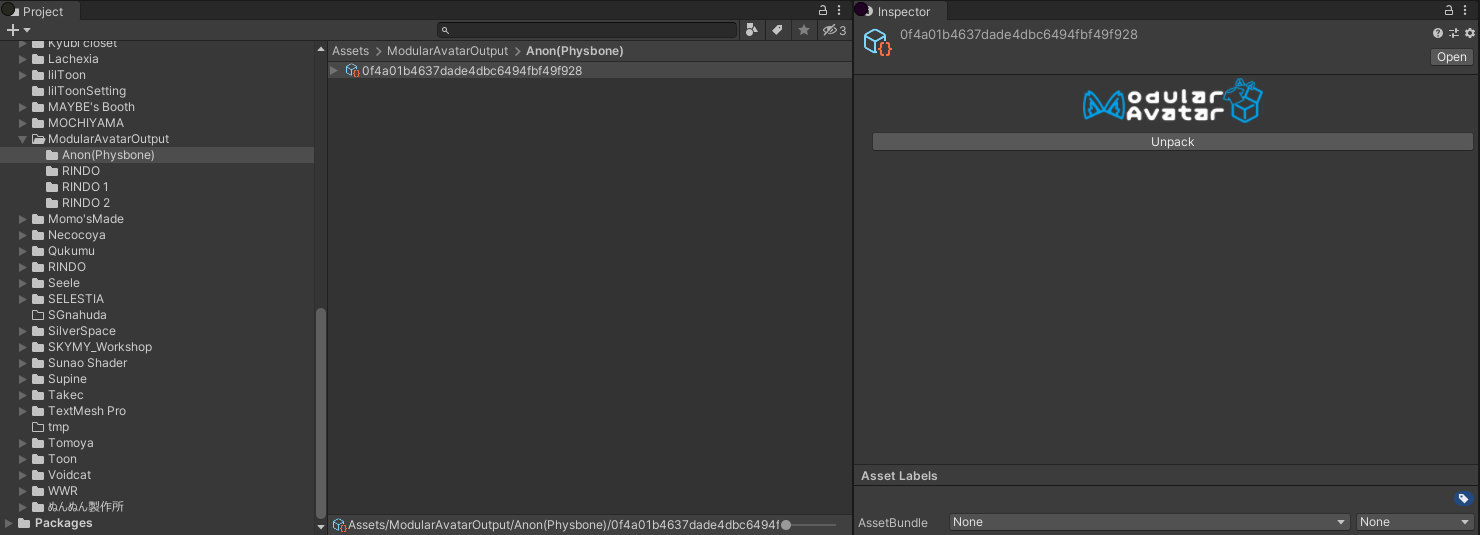 Project
3
Kyubi closet
Lachexia
lilToon
lilToonSetting
MAYBE's Booth
MOCHIYAMA
ModularAvatarOutput
Anon(Physbone)
RINDO
RINDO 1
RINDO 2
Momo'sMade
Necocoya
Qukumu
RINDO
Seele
SELESTIA
SGnahuda
SilverSpace
SKYMY_Workshop
Sunao Shader
Supine
Takec
TextMesh Pro
tmp
Tomoya
Toon
Voidcat
WWR
ぬんぬん製作所
Packages
Assets > ModularAvatarOutput > Anon(Physbone)
0f4a01b4637dade4dbc6494fbf49f928
Assets/ModularAvatarOutput/Anon(Physbone)/0f4a01b4637dade4dbc6494f
Inspector
0f4a01b4637dade4dbc6494fbf49f928
Open
Modular
Avatar
Unpack
Asset Labels
AssetBundle None None